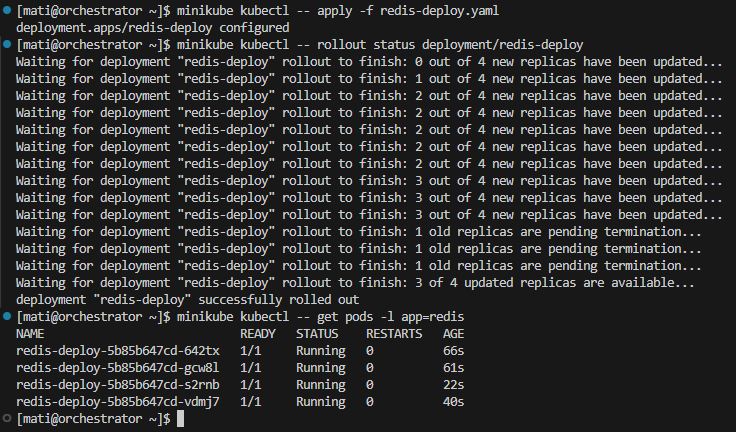 [mati@orchestrator ~]$ minikube kubectl -- apply -f redis-deploy.yaml
deployment.apps/redis-deploy configured
[mati@orchestrator ~]$ minikube kubectl -- rollout status deployment/redis-deploy
Waiting for deployment "redis-deploy" rollout to finish: 0 out of 4 new replicas have been updated...
Waiting for deployment "redis-deploy" rollout to finish: 1 out of 4 new replicas have been updated...
Waiting for deployment "redis-deploy" rollout to finish: 2 out of 4 new replicas have been updated...
Waiting for deployment "redis-deploy" rollout to finish: 2 out of 4 new replicas have been updated...
Waiting for deployment "redis-deploy" rollout to finish: 2 out of 4 new replicas have been updated...
Waiting for deployment "redis-deploy" rollout to finish: 2 out of 4 new replicas have been updated...
Waiting for deployment "redis-deploy" rollout to finish: 2 out of 4 new replicas have been updated...
Waiting for deployment "redis-deploy" rollout to finish: 3 out of 4 new replicas have been updated...
Waiting for deployment "redis-deploy" rollout to finish: 3 out of 4 new replicas have been updated...
Waiting for deployment "redis-deploy" rollout to finish: 3 out of 4 new replicas have been updated...
Waiting for deployment "redis-deploy" rollout to finish: 1 old replicas are pending termination...
Waiting for deployment "redis-deploy" rollout to finish: 1 old replicas are pending termination...
Waiting for deployment "redis-deploy" rollout to finish: 1 old replicas are pending termination...
Waiting for deployment "redis-deploy" rollout to finish: 3 of 4 updated replicas are available...
deployment "redis-deploy" successfully rolled out
[mati@orchestrator ~]$ minikube kubectl -- get pods -l app=redis
NAME READY STATUS RESTARTS AGE
redis-deploy-5b85b647cd-642tx 1/1 Running 0 66s
redis-deploy-5b85b647cd-gcw8l 1/1 Running 0 61s
redis-deploy-5b85b647cd-s2rnb 1/1 Running 0 22s
redis-deploy-5b85b647cd-vdmj7 1/1 Running 0 40s
[mati@orchestrator ~]$